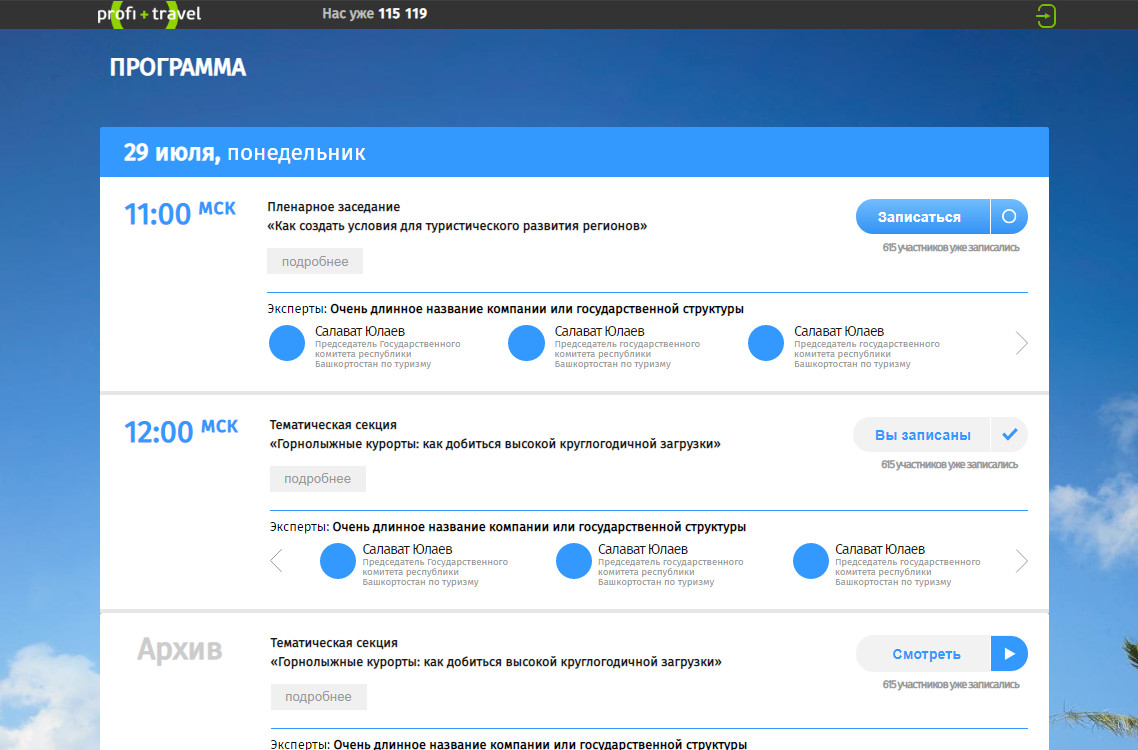 profi+travel
Нас уже 115 119
ПРОГРАММА
29 июля, понедельник
11:00 МСК
Пленарное заседание
«Как создать условия для туристического развития регионов»
Записаться
615 участников уже записались
подробнее
Эксперты: Очень длинное название компании или государственной структуры
Салават Юлаев
Председатель Государственного
комитета республики
Башкортостан по туризму
Салават Юлаев
Председатель государственного
комитета республики
Башкортостан по туризму
Салават Юлаев
Председатель государственного
комитета республики
Башкортостан по туризму
12:00 МСК
Тематическая секция
«Горнолыжные курорты: как добиться высокой круглогодичной загрузки»
Вы записаны
615 участников уже записались
подробнее
Эксперты: Очень длинное название компании или государственной структуры
Салават Юлаев
Председатель Государственного
комитета республики
Башкортостан по туризму
Салават Юлаев
Председатель государственного
комитета республики
Башкортостан по туризму
Салават Юлаев
Председатель государственного
комитета республики
Башкортостан по туризму
Архив
Тематическая секция
«Горнолыжные курорты: как добиться высокой круглогодичной загрузки»
Смотреть
615 участников уже записались
подробнее
Эксперты: Очень длинное название компании или государственной структуры